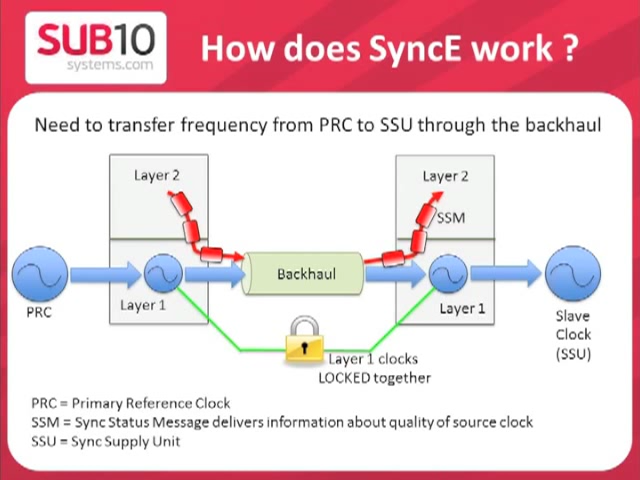 SUB10
systems.com
How does SyncE work ?
Need to transfer frequency from PRC to SSU through the backhaul
Layer 2
Layer 2
SSM
Backhaul
PRC
Layer 1
Layer 1
Slave
Clock
(SSU)
Layer 1 clocks
LOCKED together
PRC = Primary Reference Clock
SSM = Sync Status Message delivers information about quality of source clock
SSU = Sync Supply Unit